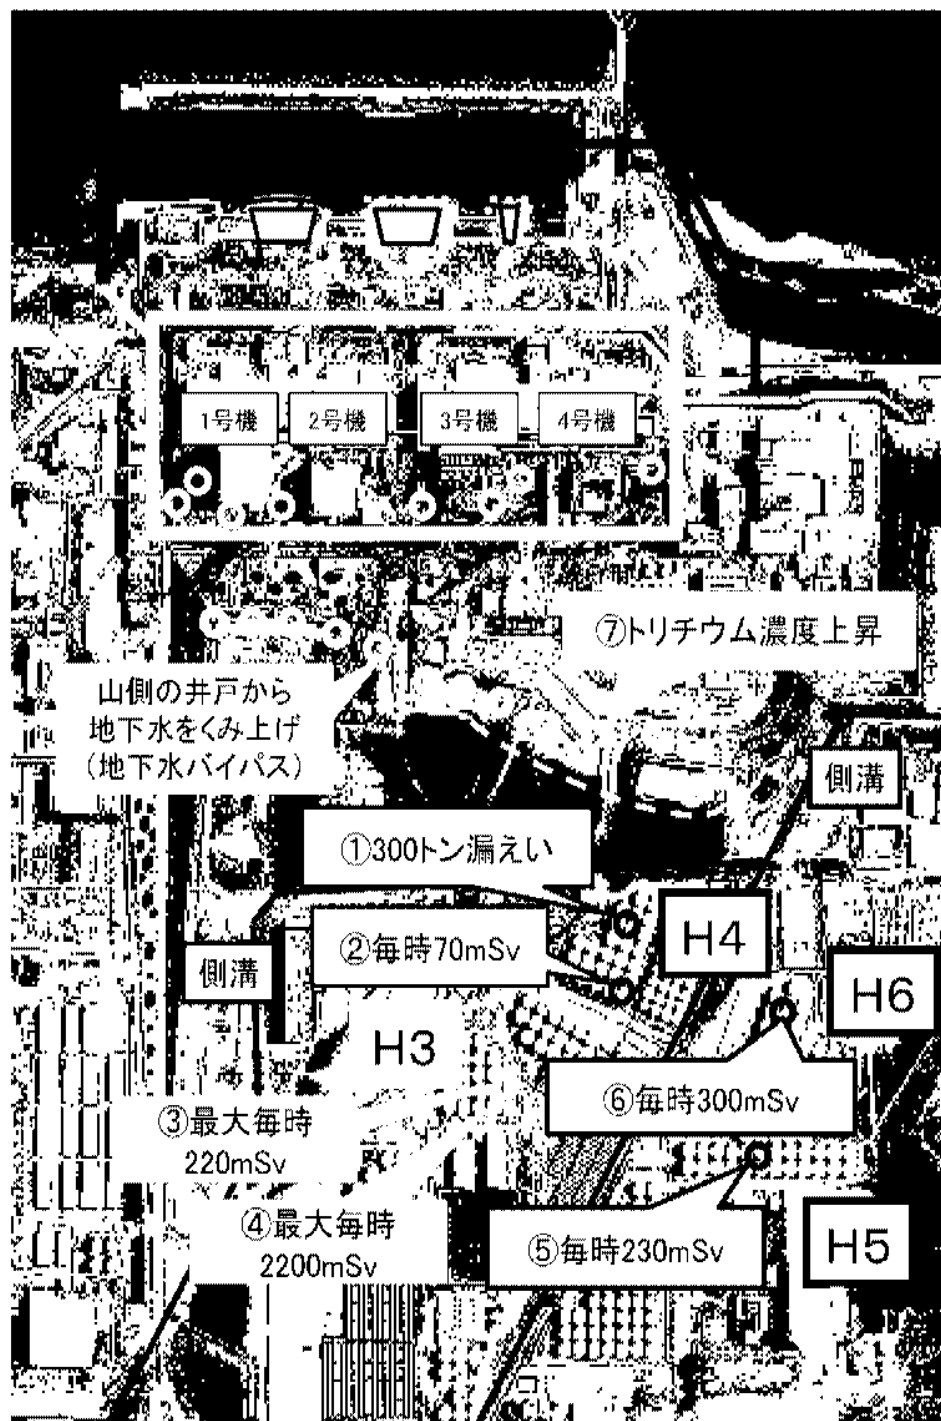 1号機
2号機
3号機
4号機
⑦トリチウム濃度上昇
山側の井戸から
地下水をくみ上げ
(地下水バイパス)
側溝
①300トン漏えい
H4
②毎時70mSv
側溝
H6
H3
⑥毎時300mSv
③最大毎時
220mSv
④最大毎時
2200mSv
⑤毎時230mSv
H5